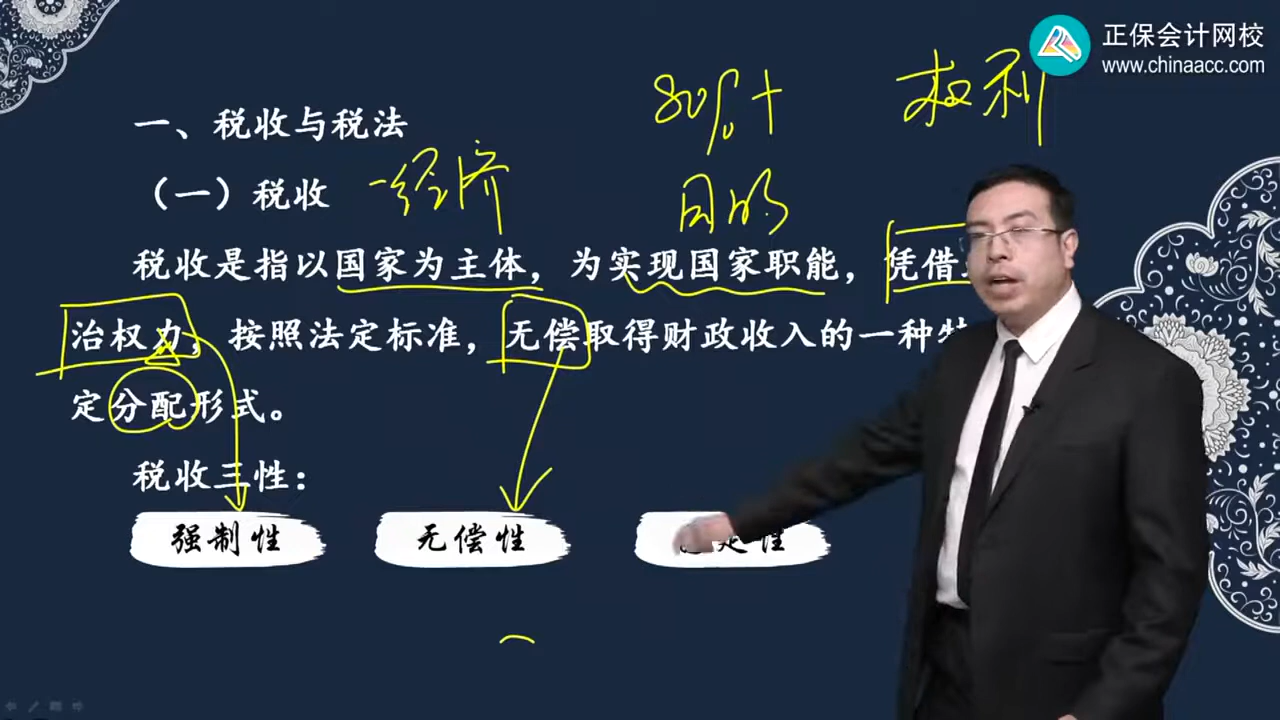 正保会计网校
www.chinaacc.com
80%+
权利
一、税收与税法
（一）税收
-经济
目的
税收是指以国家为主体，为实现国家职能，凭借
治权力，按照法定标准，无偿取得财政收入的一种特
定分配形式。
税收三性：
强制性
无偿性
定性